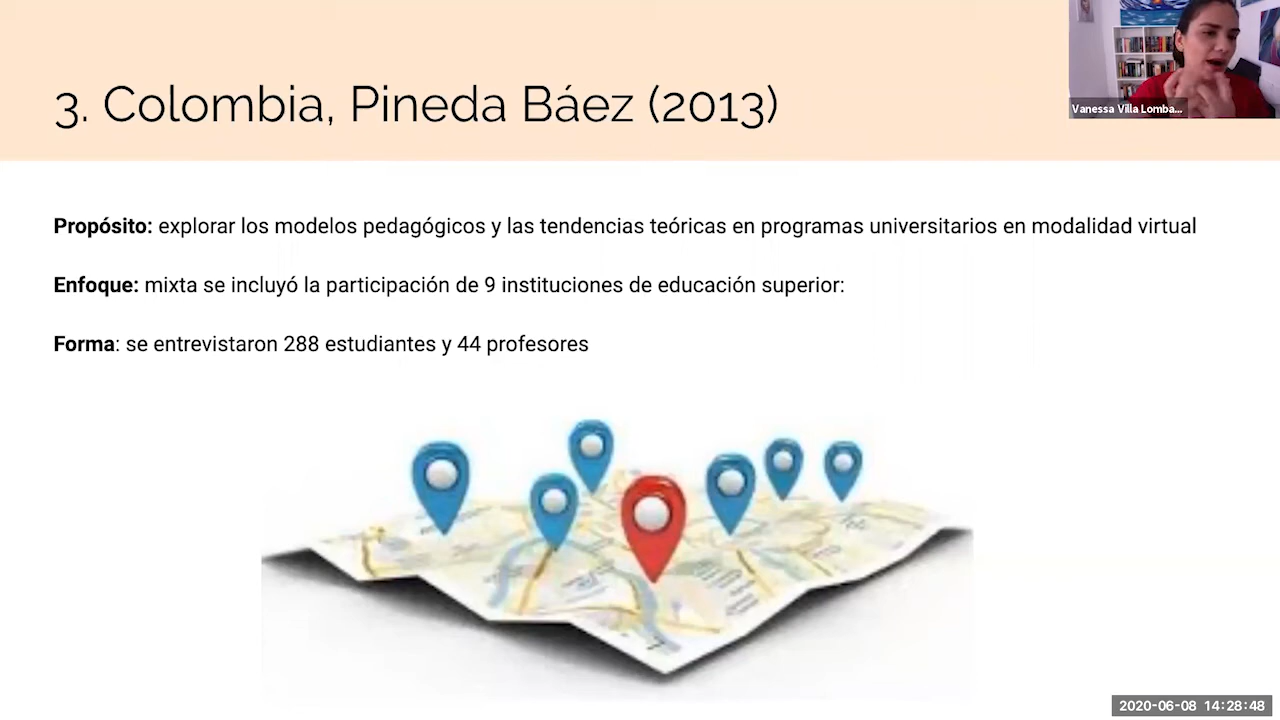 3. Colombia, Pineda Báez (2013)
Vanessa Villa Lomba...
Propósito: explorar los modelos pedagógicos y las tendencias teóricas en programas universitarios en modalidad virtual
Enfoque: mixta se incluyó la participación de 9 instituciones de educación superior:
Forma: se entrevistaron 288 estudiantes y 44 profesores
2020-06-08 14:28:48